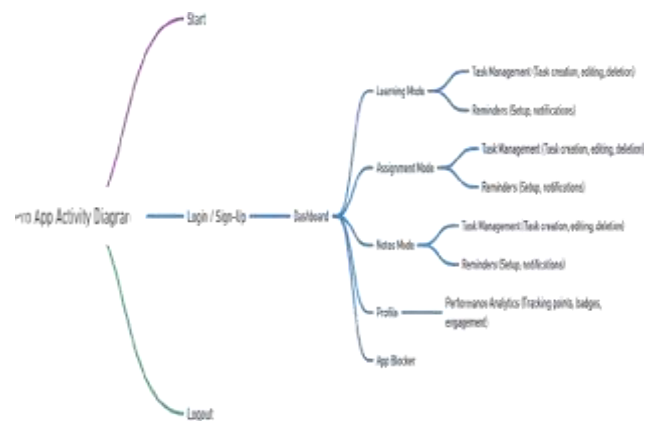 Start
Learning Mode
Task Management (Task creation, editing, deletion)
Reminders (Setup, notifications)
Assignment Mode
Task Management (Task creation, editing, deletion)
Reminders (Setup, notifications)
App Activity Diagram
Login / Sign-Up
Dashboard
Notes Mode
Task Management (Task creation, editing, deletion)
Reminders (Setup, notifications)
Profile
Performance Analytics (Tracking points, badges,
engagement)
App Blocker
Logout